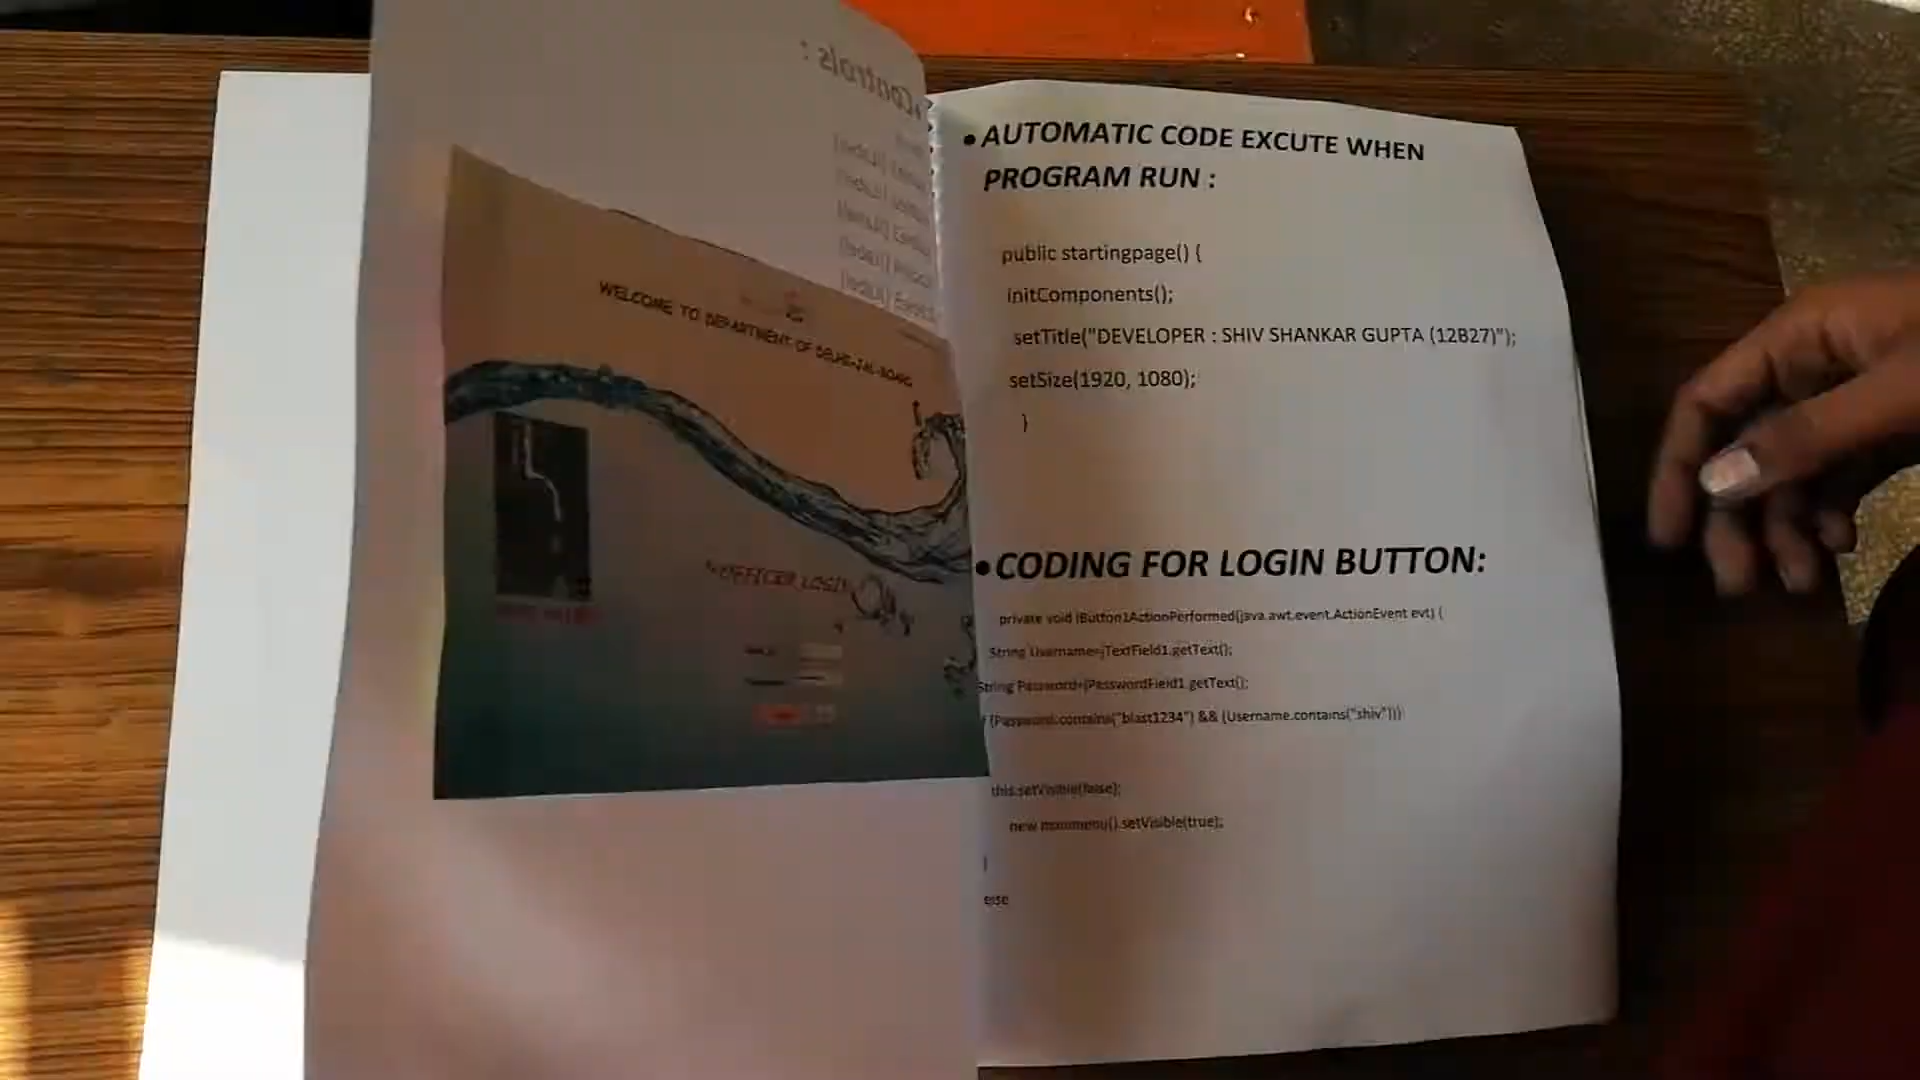 Controls :
WELCOME TO DEPARTMENT OF DELHI-JAL-BOARD
OFFICER LOGIN
• AUTOMATIC CODE EXCUTE WHEN
PROGRAM RUN :
public startingpage() {
initComponents();
setTitle("DEVELOPER : SHIV SHANKAR GUPTA (12B27)");
setSize(1920, 1080);
}
• CODING FOR LOGIN BUTTON:
private void jButton1ActionPerformed(java.awt.event.ActionEvent evt) {
String Username=jTextField1.getText();
String Password=jPasswordField1.getText();
(Password.contains("blast1234") && (Username.contains("shiv")))
this.setVisible(false);
new mainmenu().setVisible(true);
}
else